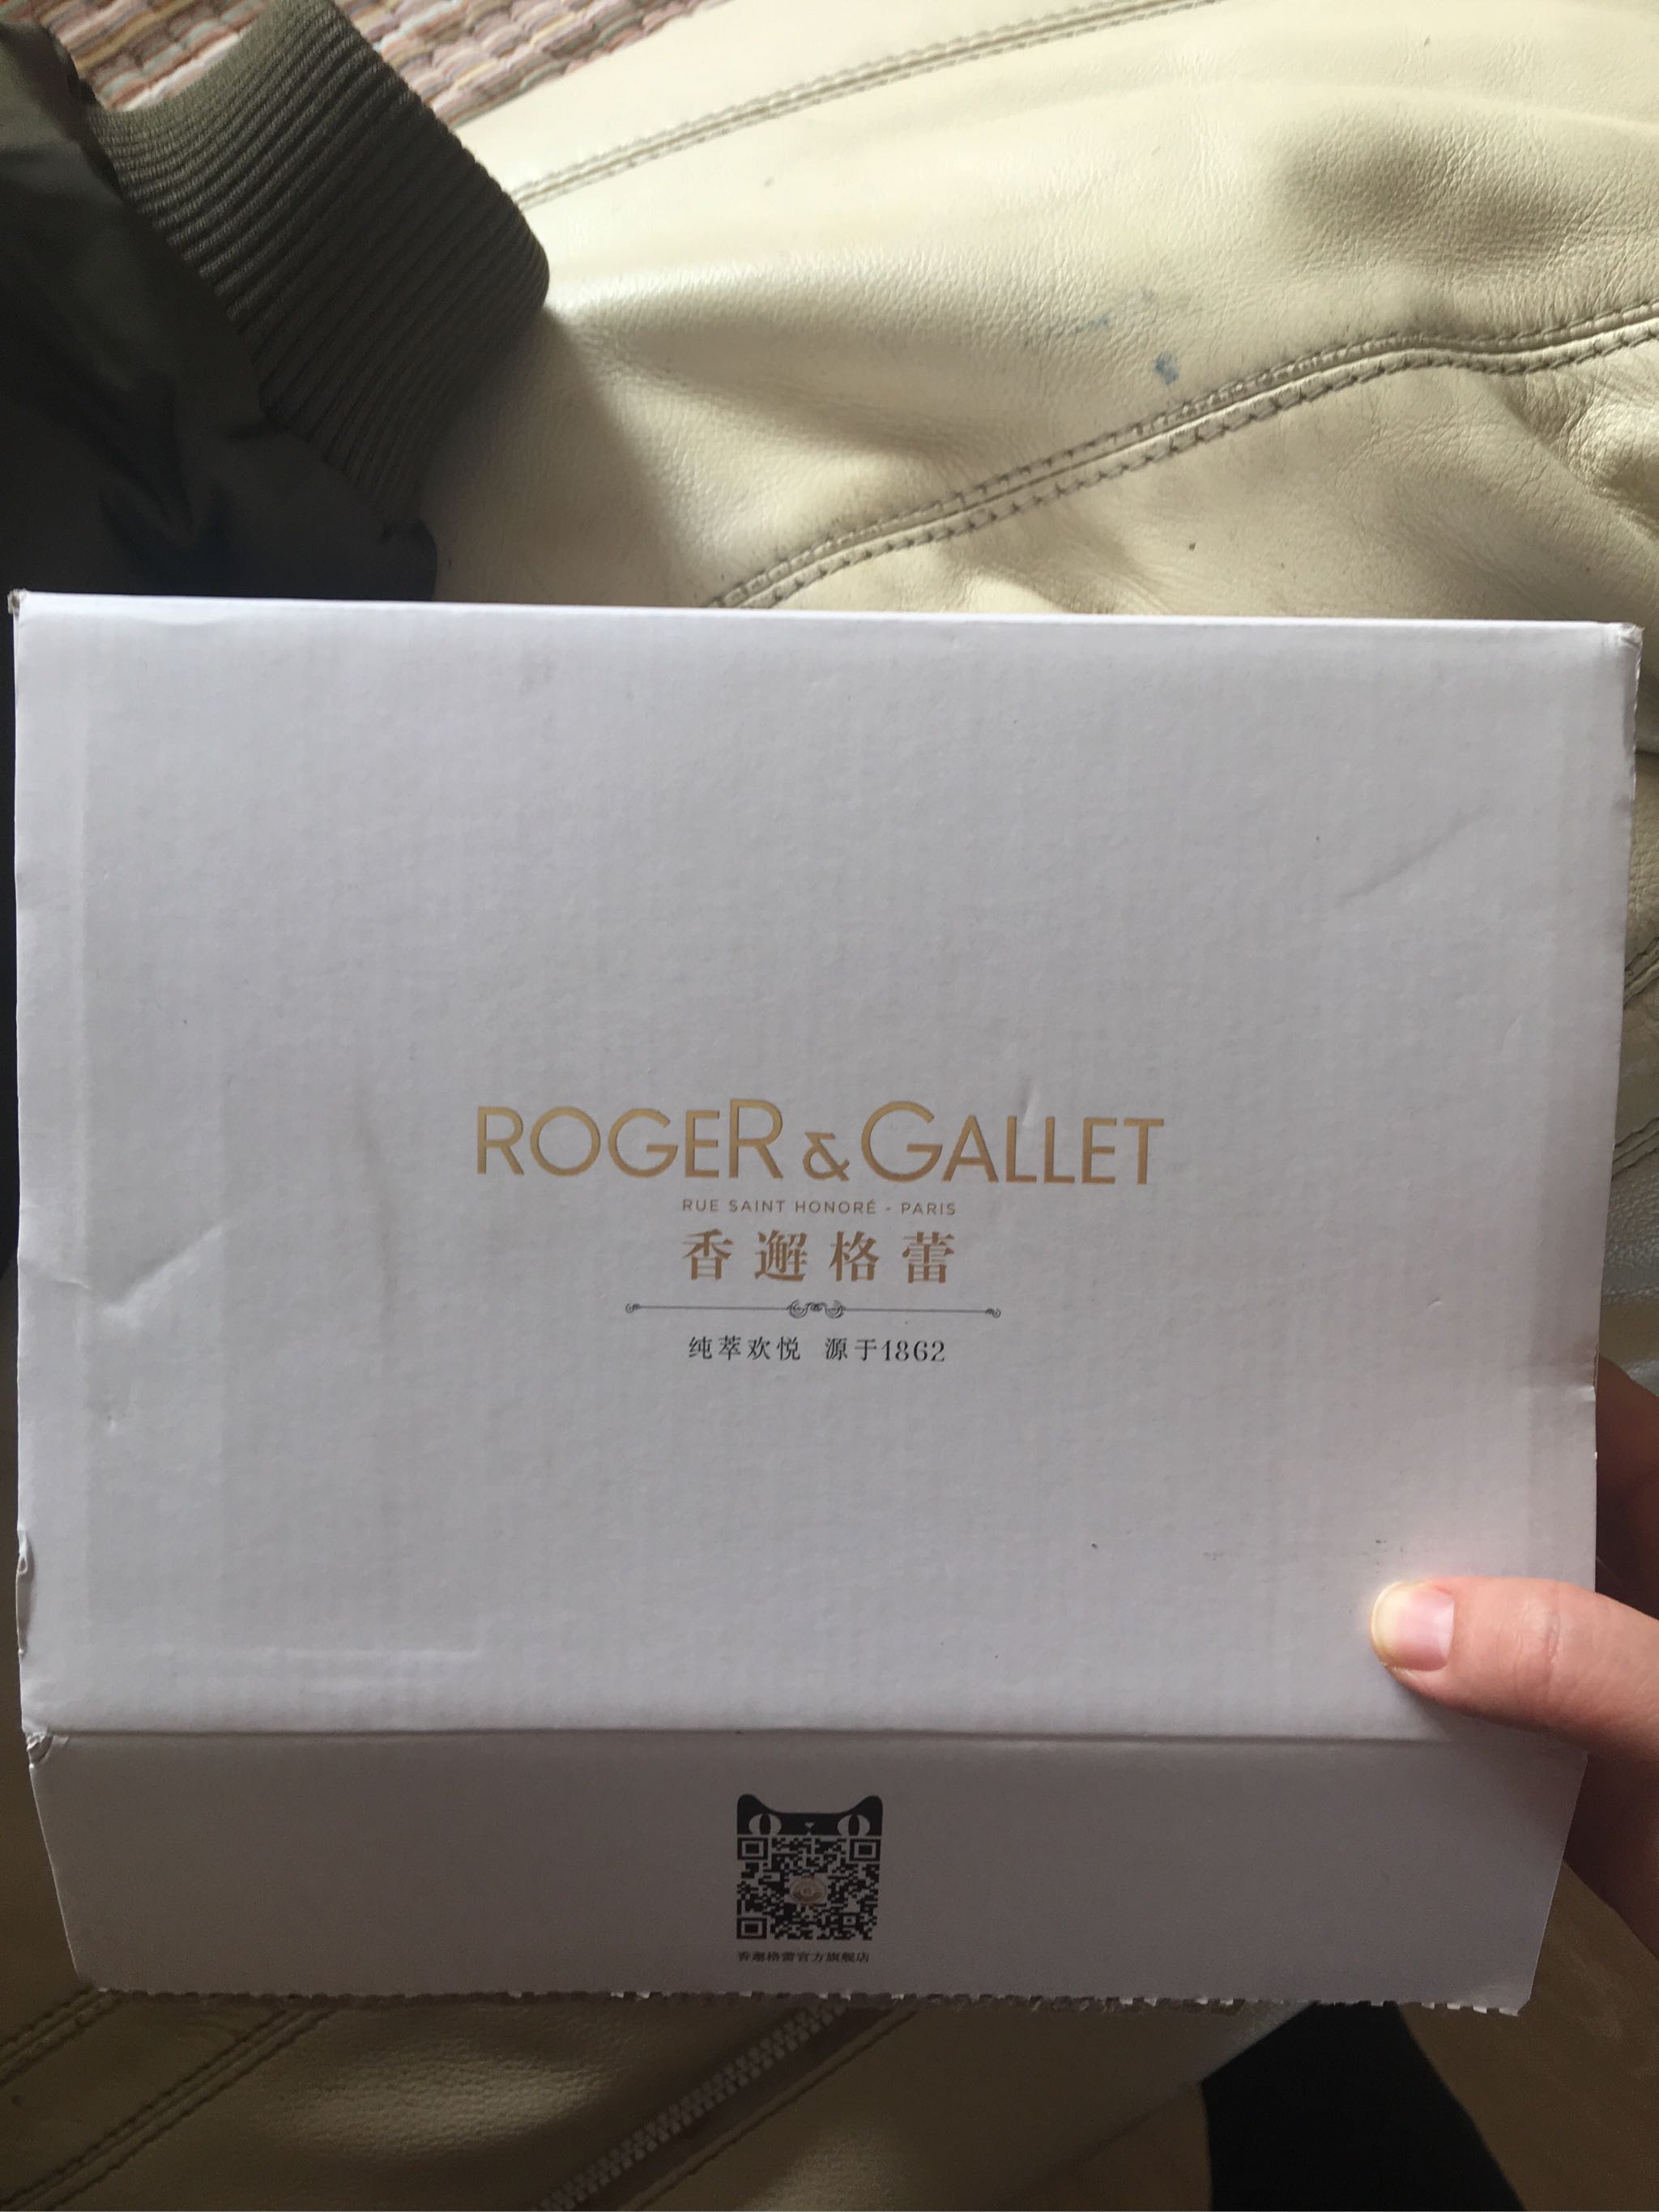 ROGER & GALLET
RUE SAINT HONORÉ - PARIS
香邂格蕾
纯萃欢悦 源于1862
香邂格蕾官方旗舰店